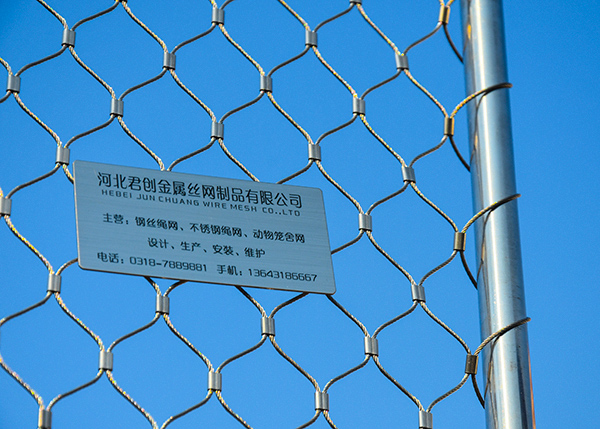 河北君创金属丝网制品有限公司
HEBEI JUN CHUANG WIRE MESH CO.,LTD
主营：钢丝绳网、不锈钢绳网、动物笼舍网
设计、生产、安装、维护
电话：0318-7889881 手机：13643186667